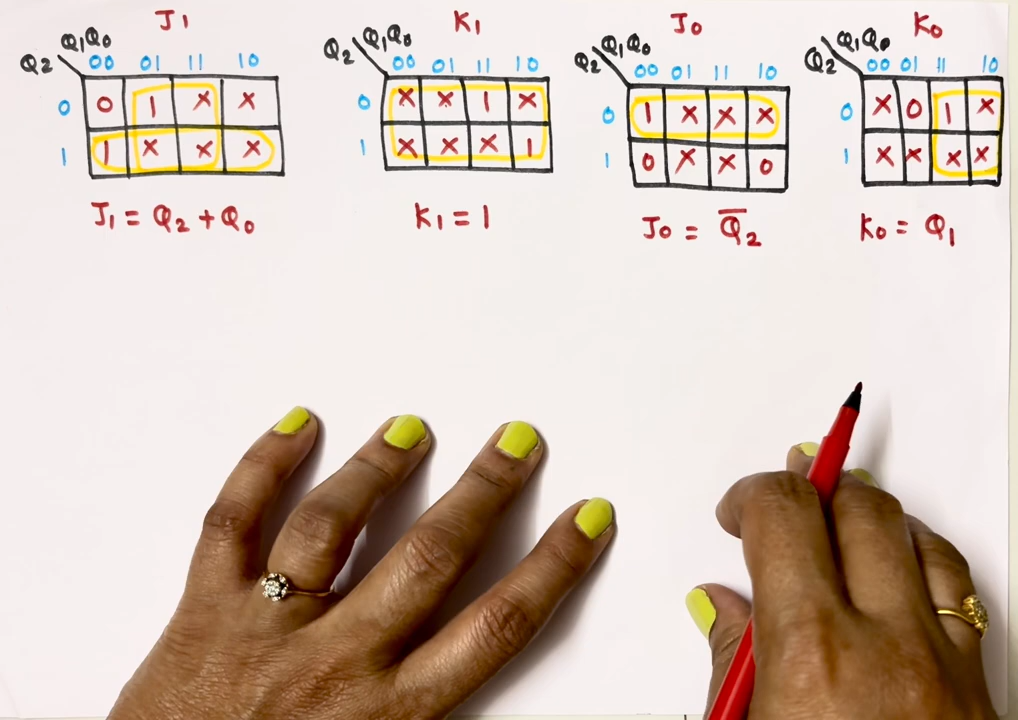 J1
Q2 Q1Q0 00 01 11 10
0 0 1 X X
1 1 X X X
J1 = Q2 + Q0
K1
Q2 Q1Q0 00 01 11 10
0 X X 1 X
1 X X X 1
K1 = 1
J0
Q2 Q1Q0 00 01 11 10
0 1 X X X
1 0 X X 0
J0 = Q̅2
K0
Q2 Q1Q0 00 01 11 10
0 X 0 1 X
1 X X X X
K0 = Q1